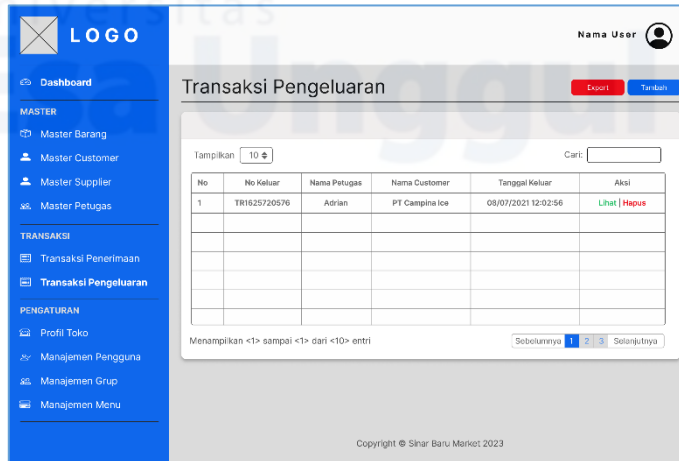 Universitas
Esa Unggul
LOGO
Nama User
Dashboard
MASTER
Master Barang
Master Customer
Master Supplier
Master Petugas
TRANSAKSI
Transaksi Penerimaan
Transaksi Pengeluaran
PENGATURAN
Profil Toko
Manajemen Pengguna
Manajemen Grup
Manajemen Menu
Transaksi Pengeluaran
Export Tambah
Tampilkan 10 Cari:
No No Keluar Nama Petugas Nama Customer Tanggal Keluar Aksi
1 TR1625720576 Adrian PT Campina Ice 08/07/2021 12:02:56 Lihat | Hapus
Menampilkan <1> sampai <1> dari <10> entri
Sebelumnya 1 2 3 Selanjutnya
Copyright © Sinar Baru Market 2023